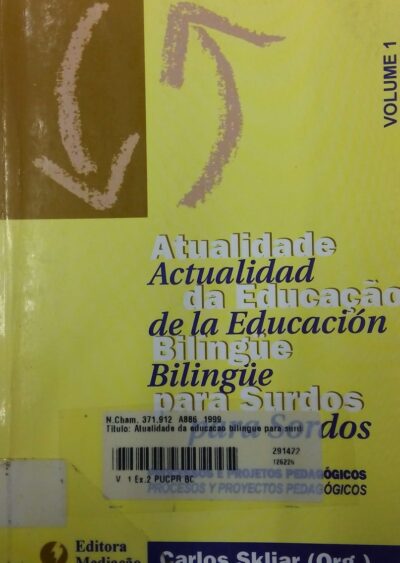 VOLUME 1
Atualidade
Actualidad
da Educação
de la Educación
Bilíngüe
Bilingüe
para Surdos
para Sordos
N.Cham. 371.912 A886 1999
Título: Atualidade da educacao bilingue para surd
291472
V. 1 Ex.2 PUCPR BC
E PROJETOS PEDAGÓGICOS
PROCESOS Y PROYECTOS PEDAGÓGICOS
Editora
Mediação
Carlos Skliar (Org.)